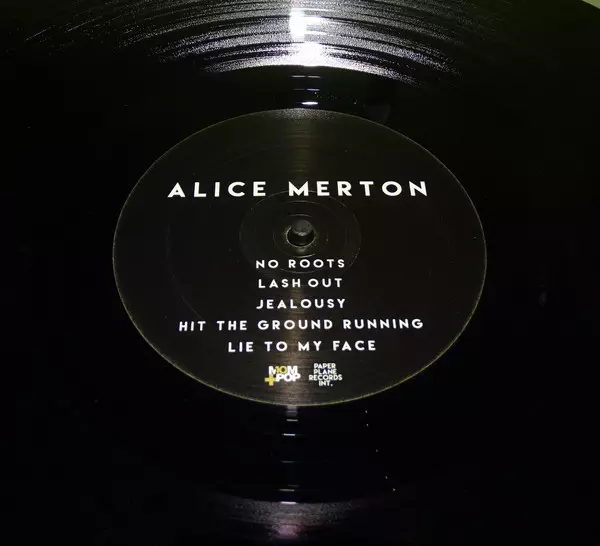 ALICE MERTON
NO ROOTS
LASH OUT
JEALOUSY
HIT THE GROUND RUNNING
LIE TO MY FACE
MOM
+POP
PAPER
PLANE
RECORDS
INT.